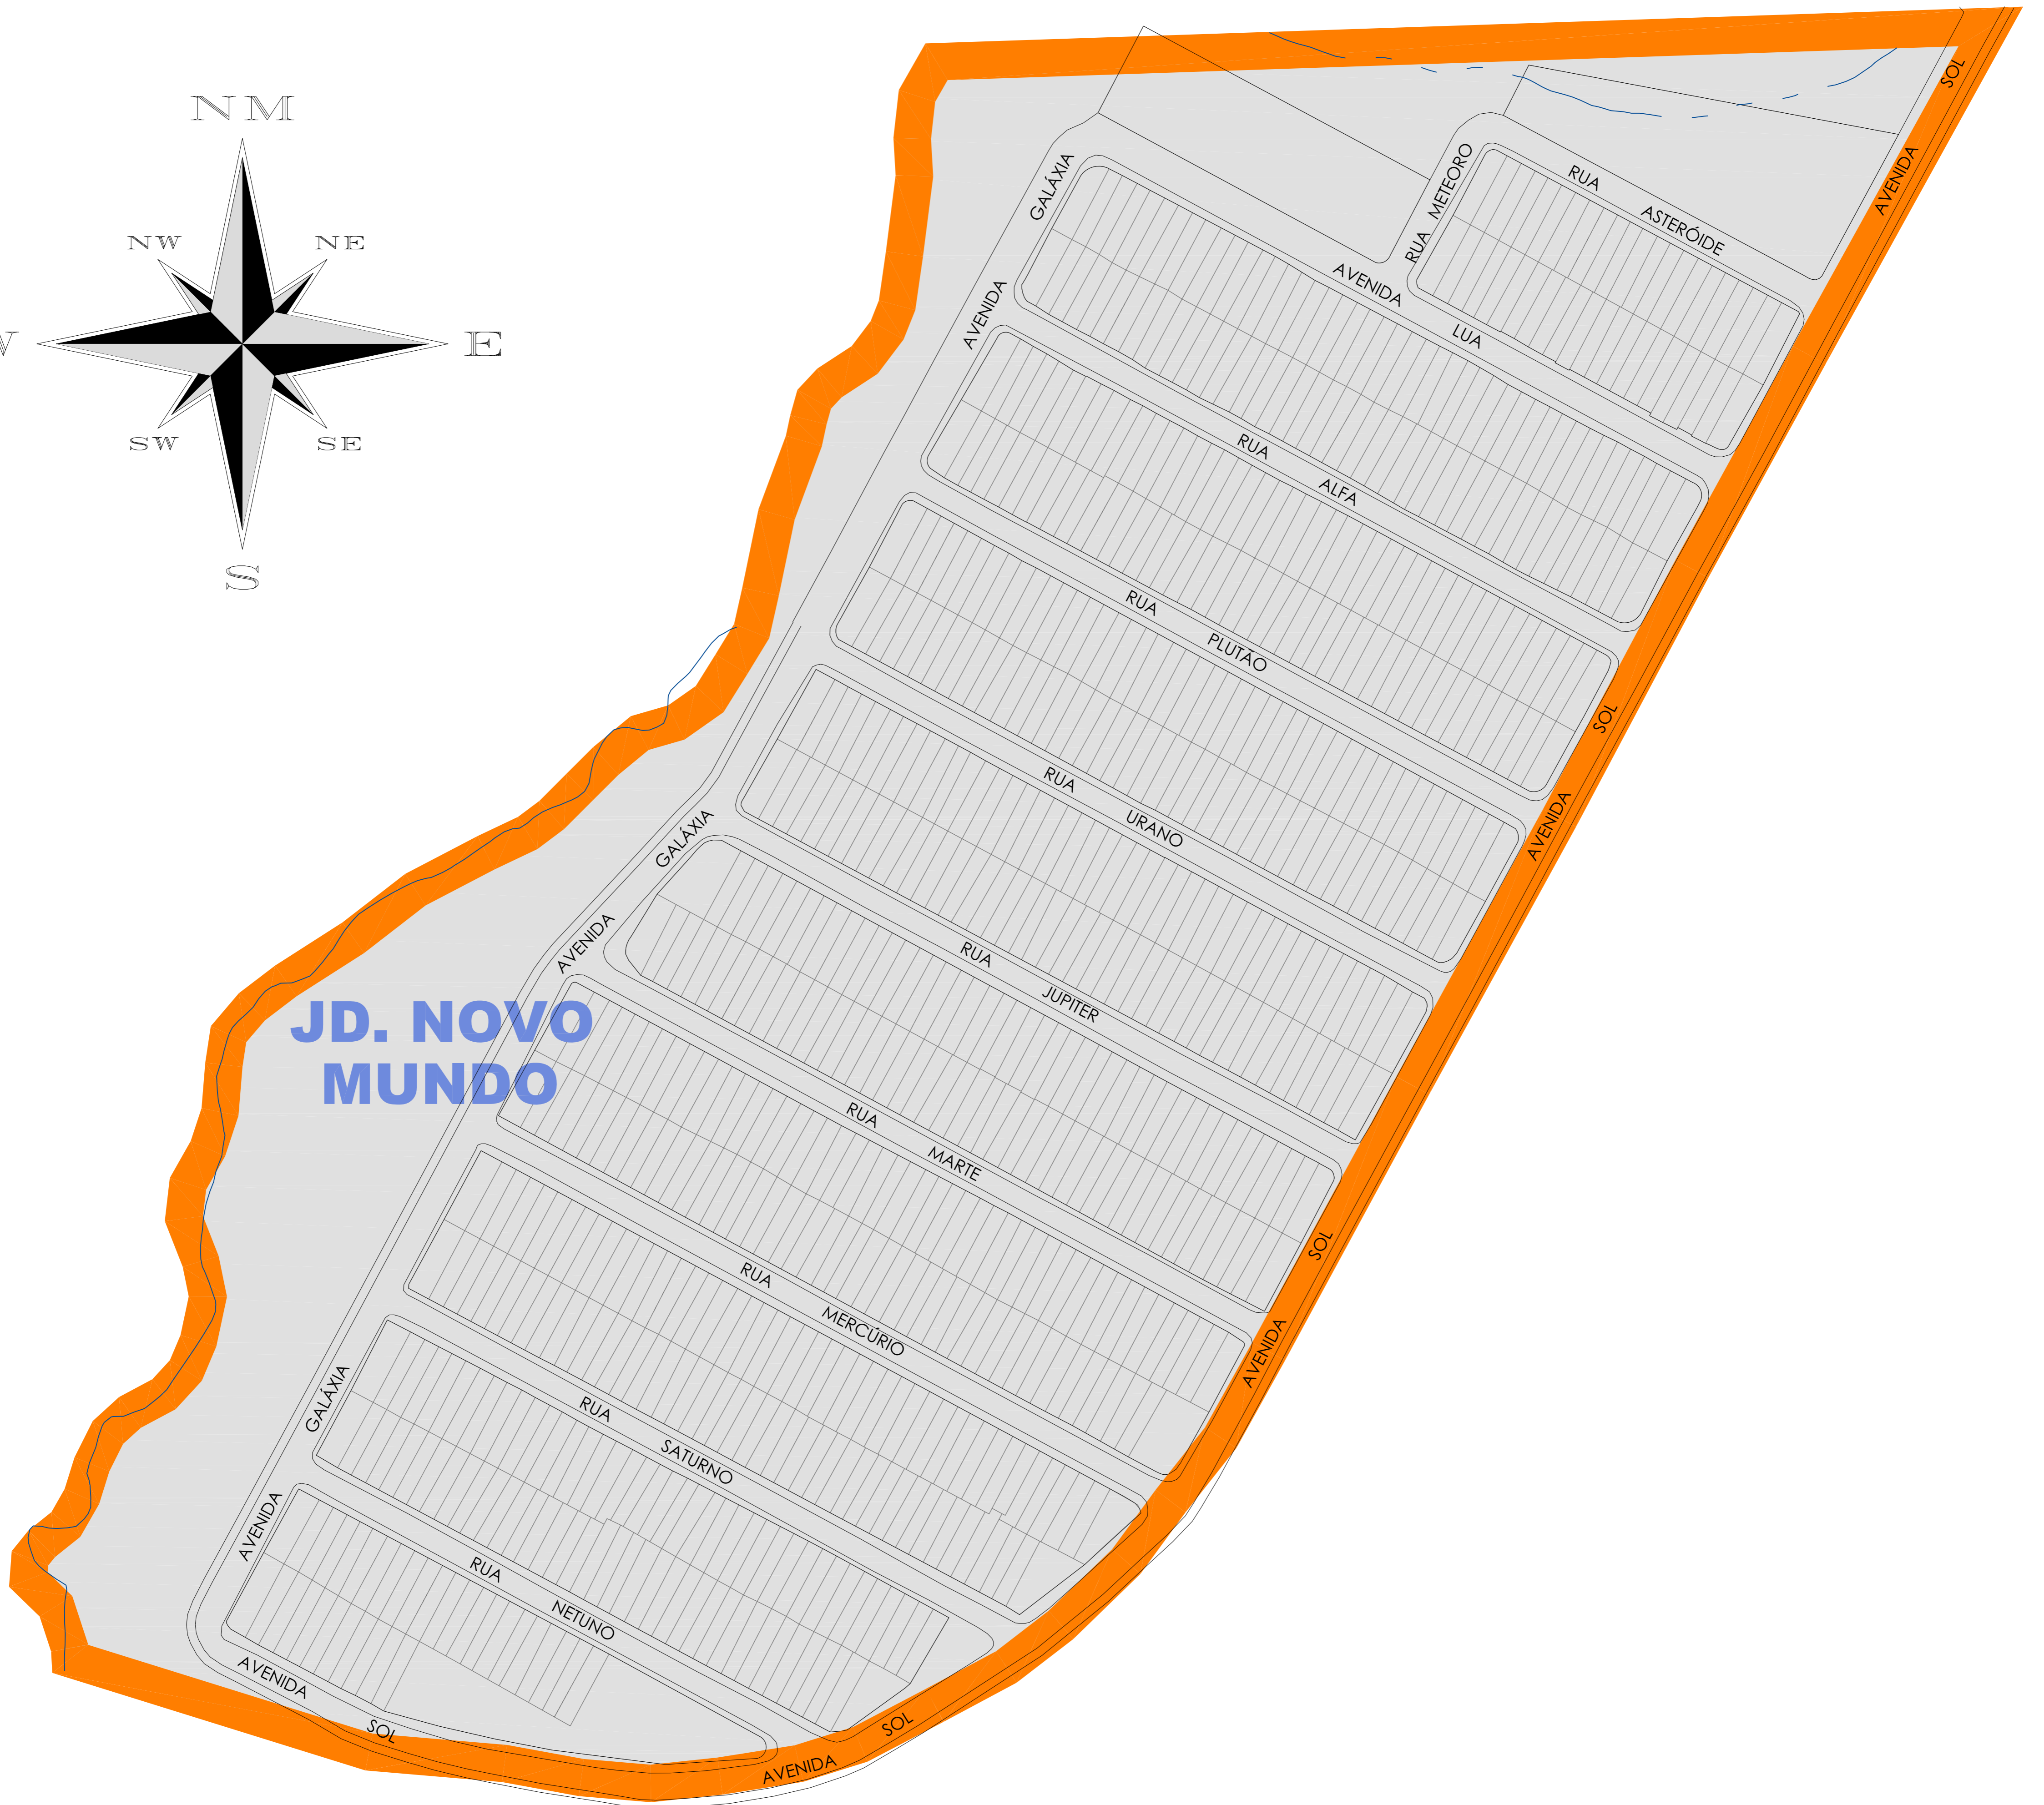 NM
NW
NE
W
E
SW
SE
S
SOL
AVENIDA
GALÁXIA
AVENIDA
RUA METEORO
RUA ASTERÓIDE
AVENIDA LUA
RUA ALFA
RUA PLUTÃO
SOL
AVENIDA
RUA URANO
GALÁXIA
AVENIDA
RUA JUPITER
JD. NOVO
MUNDO
RUA MARTE
SOL
AVENIDA
RUA MERCÚRIO
GALÁXIA
AVENIDA
RUA SATURNO
RUA NETUNO
AVENIDA SOL
AVENIDA SOL